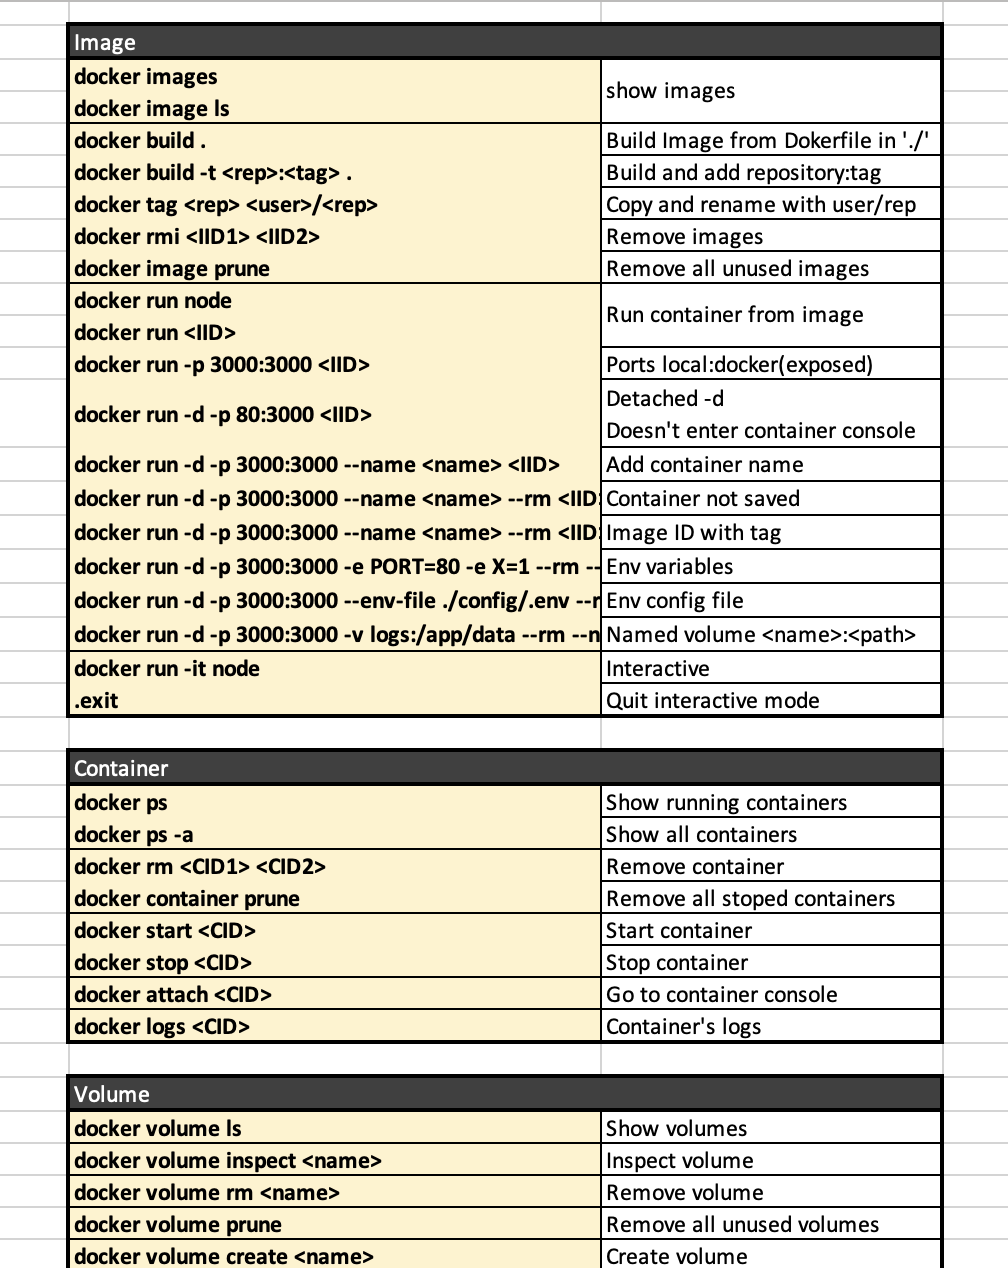 Image
docker images
docker image ls
show images
docker build .
Build Image from Dokerfile in './'
docker build -t <rep>:<tag> .
Build and add repository:tag
docker tag <rep> <user>/<rep>
Copy and rename with user/rep
docker rmi <IID1> <IID2>
Remove images
docker image prune
Remove all unused images
docker run node
docker run <IID>
Run container from image
docker run -p 3000:3000 <IID>
Ports local:docker(exposed)
docker run -d -p 80:3000 <IID>
Detached -d
Doesn't enter container console
docker run -d -p 3000:3000 --name <name> <IID>
Add container name
docker run -d -p 3000:3000 --name <name> --rm <IID
Container not saved
docker run -d -p 3000:3000 --name <name> --rm <IID
Image ID with tag
docker run -d -p 3000:3000 -e PORT=80 -e X=1 --rm --
Env variables
docker run -d -p 3000:3000 --env-file ./config/.env --r
Env config file
docker run -d -p 3000:3000 -v logs:/app/data --rm --n
Named volume <name>:<path>
docker run -it node
Interactive
.exit
Quit interactive mode
Container
docker ps
Show running containers
docker ps -a
Show all containers
docker rm <CID1> <CID2>
Remove container
docker container prune
Remove all stoped containers
docker start <CID>
Start container
docker stop <CID>
Stop container
docker attach <CID>
Go to container console
docker logs <CID>
Container's logs
Volume
docker volume ls
Show volumes
docker volume inspect <name>
Inspect volume
docker volume rm <name>
Remove volume
docker volume prune
Remove all unused volumes
docker volume create <name>
Create volume